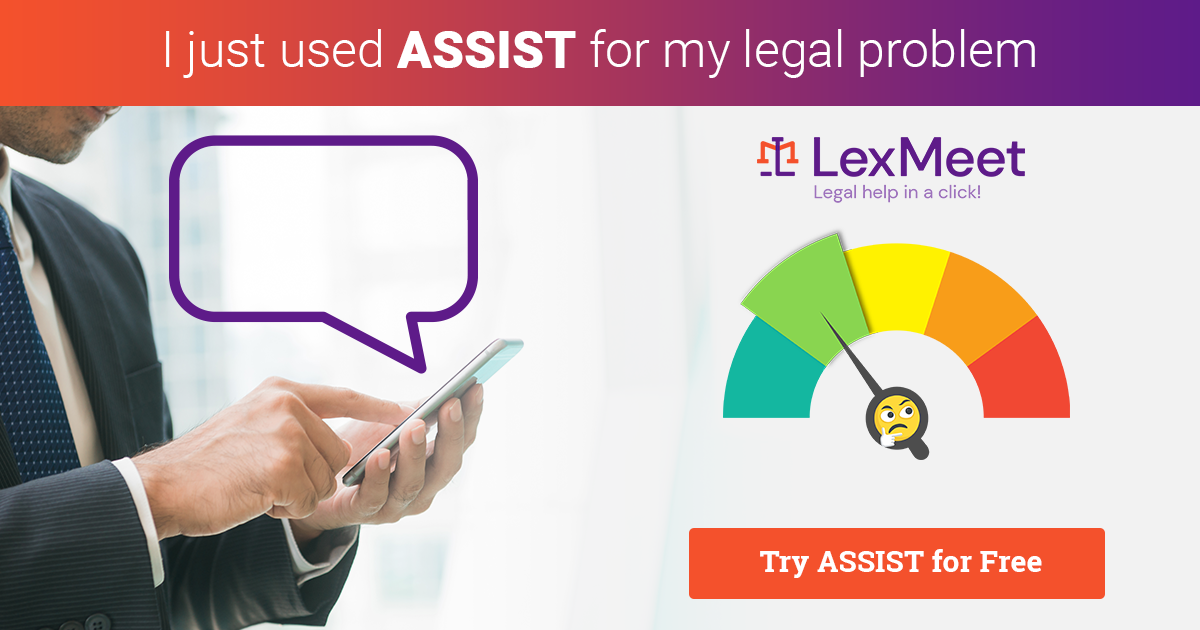 I just used ASSIST for my legal problem
LexMeet
Legal help in a click!
Try ASSIST for Free